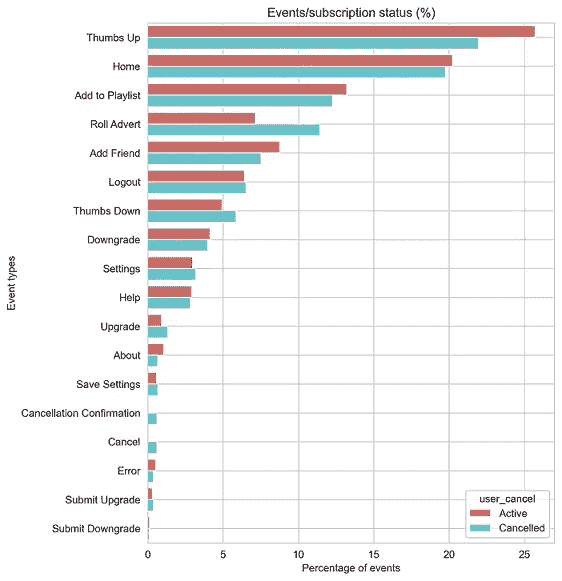 Events/subscription status (%)
Thumbs Up
Home
Add to Playlist
Roll Advert
Add Friend
Logout
Thumbs Down
Downgrade
Settings
Help
Upgrade
About
Save Settings
Cancellation Confirmation
Cancel
Error
Submit Upgrade
Submit Downgrade
Event types
user_cancel
Active
Cancelled
0 5 10 15 20 25
Percentage of events